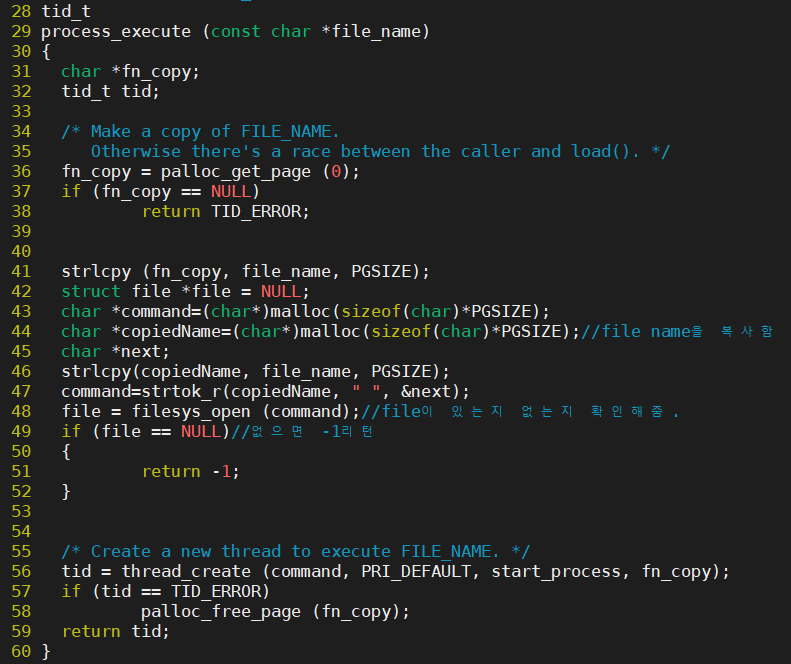 28 tid_t
29 process_execute (const char *file_name)
30 {
31   char *fn_copy;
32   tid_t tid;
33
34   /* Make a copy of FILE_NAME.
35      Otherwise there's a race between the caller and load(). */
36   fn_copy = palloc_get_page (0);
37   if (fn_copy == NULL)
38           return TID_ERROR;
39
40
41   strlcpy (fn_copy, file_name, PGSIZE);
42   struct file *file = NULL;
43   char *command=(char*)malloc(sizeof(char)*PGSIZE);
44   char *copiedName=(char*)malloc(sizeof(char)*PGSIZE);//file name을 복사함
45   char *next;
46   strlcpy(copiedName, file_name, PGSIZE);
47   command=strtok_r(copiedName, " ", &next);
48   file = filesys_open (command);//file이 있는지 없는지 확인해줌.
49   if (file == NULL)//없으면 -1리턴
50   {
51           return -1;
52   }
53
54
55   /* Create a new thread to execute FILE_NAME. */
56   tid = thread_create (command, PRI_DEFAULT, start_process, fn_copy);
57   if (tid == TID_ERROR)
58           palloc_free_page (fn_copy);
59   return tid;
60 }